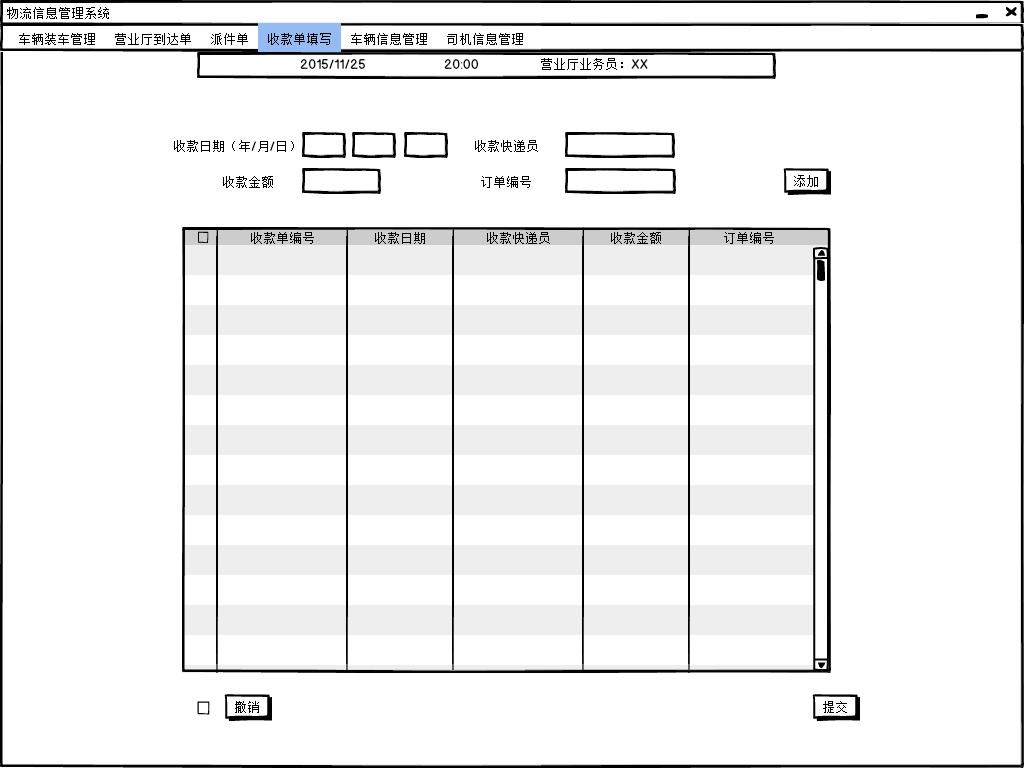 物流信息管理系统
车辆装车管理 营业厅到达单 派件单 收款单填写 车辆信息管理 司机信息管理
2015/11/25 20:00 营业厅业务员：XX
收款日期（年/月/日） 收款快递员
收款金额 订单编号 添加
收款单编号 收款日期 收款快递员 收款金额 订单编号
撤销 提交